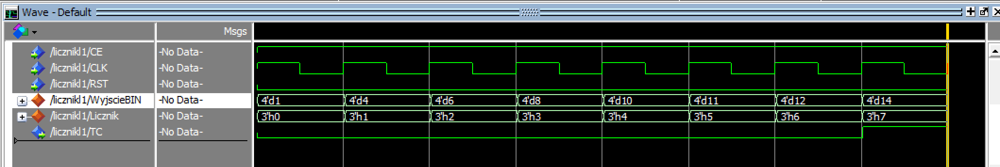 Wave - Default
Msgs
/licznikl1/CE -No Data-
/licznikl1/CLK -No Data-
/licznikl1/RST -No Data-
/licznikl1/WyjscieBIN -No Data- 4'd1 4'd4 4'd6 4'd8 4'd10 4'd11 4'd12 4'd14
/licznikl1/Licznik -No Data- 3'h0 3'h1 3'h2 3'h3 3'h4 3'h5 3'h6 3'h7
/licznikl1/TC -No Data-